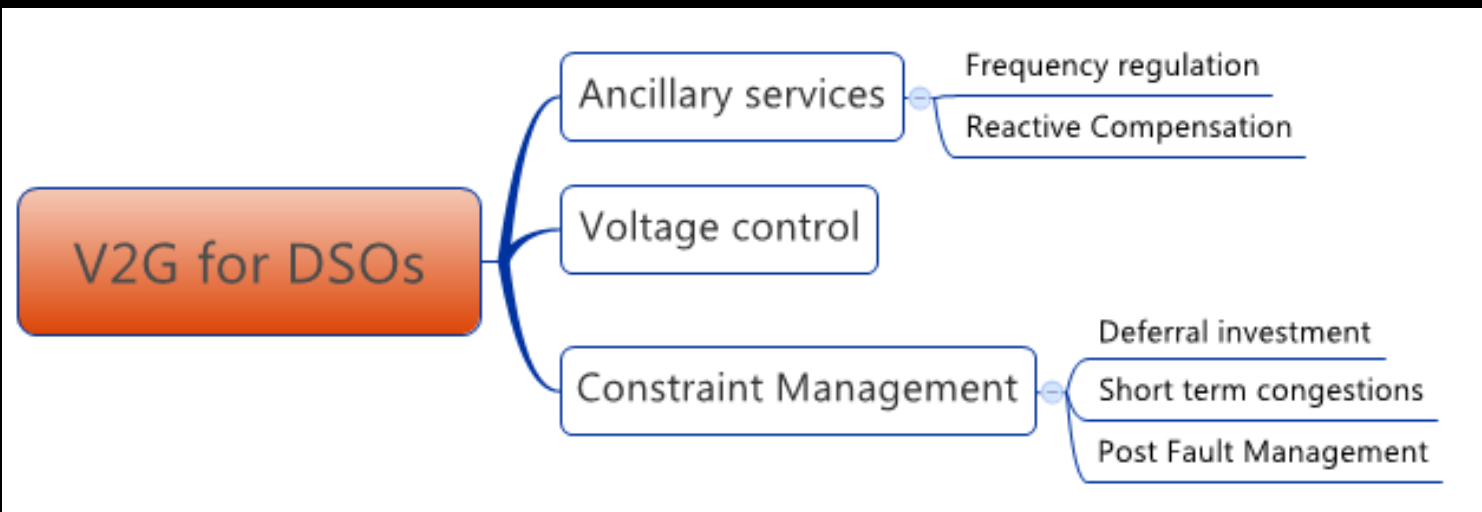 V2G for DSOs
Ancillary services
Frequency regulation
Reactive Compensation
Voltage control
Constraint Management
Deferral investment
Short term congestions
Post Fault Management